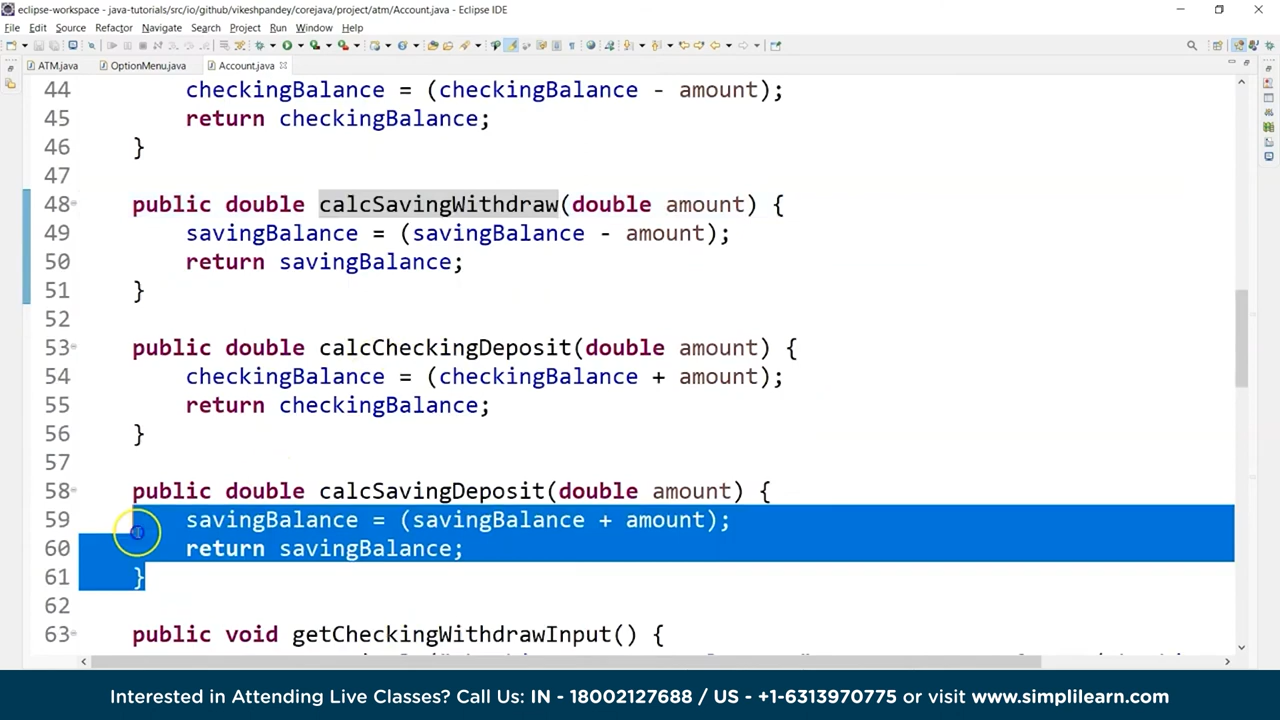 eclipse-workspace - java-tutorials/src/io/github/vikeshpandey/corejava/project/atm/Account.java - Eclipse IDE
File Edit Source Refactor Navigate Search Project Run Window Help
ATM.java OptionMenu.java Account.java
44 checkingBalance = (checkingBalance - amount);
45 return checkingBalance;
46 }
47
48 public double calcSavingWithdraw(double amount) {
49 savingBalance = (savingBalance - amount);
50 return savingBalance;
51 }
52
53 public double calcCheckingDeposit(double amount) {
54 checkingBalance = (checkingBalance + amount);
55 return checkingBalance;
56 }
57
58 public double calcSavingDeposit(double amount) {
59 savingBalance = (savingBalance + amount);
60 return savingBalance;
61 }
62
63 public void getCheckingWithdrawInput() {
Interested in Attending Live Classes? Call Us: IN - 18002127688 / US - +1-6313970775 or visit www.simplilearn.com